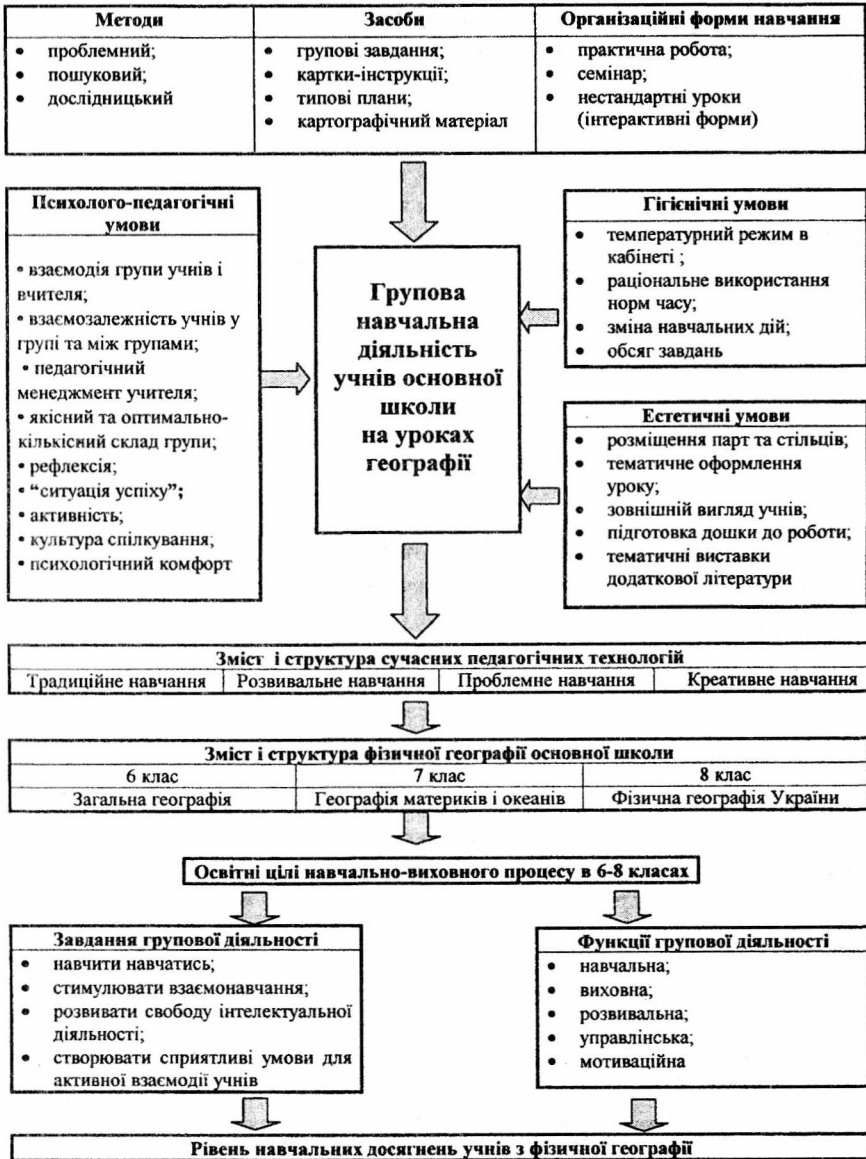 Методи
проблемний;
пошуковий;
дослідницький
Засоби
групові завдання;
картки-інструкції;
типові плани;
картографічний матеріал
Організаційні форми навчання
практична робота;
семінар;
нестандартні уроки
(інтерактивні форми)
Психолого-педагогічні
умови
• взаємодія групи учнів і
вчителя;
• взаємозалежність учнів у
групі та між групами;
• педагогічний
менеджмент учителя;
• якісний та оптимально-
кількісний склад групи;
• рефлексія;
• “ситуація успіху”;
• активність;
• культура спілкування;
• психологічний комфорт
Групова
навчальна
діяльність
учнів основної
школи
на уроках
географії
Гігієнічні умови
температурний режим в
кабінеті ;
раціональне використання
норм часу;
зміна навчальних дій;
обсяг завдань
Естетичні умови
розміщення парт та стільців;
тематичне оформлення
уроку;
зовнішній вигляд учнів;
підготовка дошки до роботи;
тематичні виставки
додаткової літератури
Зміст і структура сучасних педагогічних технологій
Традиційне навчання Розвивальне навчання Проблемне навчання Креативне навчання
Зміст і структура фізичної географії основної школи
6 клас 7 клас 8 клас
Загальна географія Географія материків і океанів Фізична географія України
Освітні цілі навчально-виховного процесу в 6-8 класах
Завдання групової діяльності
навчити навчатись;
стимулювати взаємонавчання;
розвивати свободу інтелектуальної
діяльності;
створювати сприятливі умови для
активної взаємодії учнів
Функції групової діяльності
навчальна;
виховна;
розвивальна;
управлінська;
мотиваційна
Рівень навчальних досягнень учнів з фізичної географії